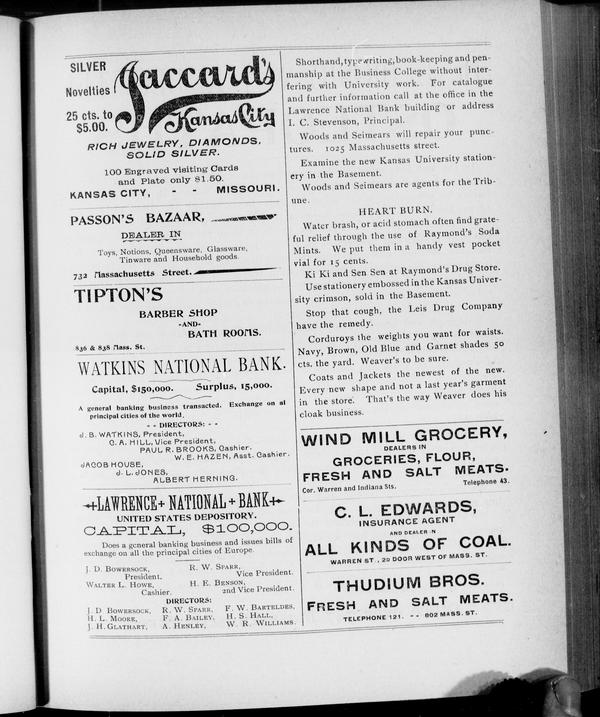 SILVER
Novelties
25 cts. to
$5.00.
Jaccard's
Kansas City
RICH JEWELRY, DIAMONDS,
SOLID SILVER.
100 Engraved visiting Cards
and Plate only $1.50.
KANSAS CITY, - - MISSOURI.
PASSON'S BAZAAR,
DEALER IN
Toys, Notions, Queensware, Glassware,
Tinware and Household goods.
732 Massachusetts Street.
TIPTON'S
BARBER SHOP
-AND-
BATH ROOMS.
836 & 838 Mass. St.
WATKINS NATIONAL BANK.
Capital, $150,000. Surplus, 15,000.
A general banking business transacted. Exchange on al
principal cities of the world.
- - DIRECTORS: - -
J. B. WATKINS, President,
C. A. HILL, Vice President,
PAUL R. BROOKS, Cashier.
W. E. HAZEN, Asst. Cashier.
JACOB HOUSE,
J. L. JONES,
ALBERT HERNING.
LAWRENCE NATIONAL BANK
UNITED STATES DEPOSITORY.
CAPITAL, $100,000.
Does a general banking business and issues bills of
exchange on all the principal cities of Europe.
J. D. BOWERSOCK, R. W. SPARR,
President. Vice President.
WALTER L. HOWE, H. E. BENSON,
Cashier. 2nd Vice President.
DIRECTORS:
J. D BOWERSOCK, R. W. SPARR, F. W. BARTELDES,
H. L. MOORE, F. A. BAILEY, H. S. HALL,
J. H. GLATHART, A. HENLEY, W. R. WILLIAMS.
Shorthand, typewriting, book-keeping and pen-
manship at the Business College without inter-
fering with University work. For catalogue
and further information call at the office in the
Lawrence National Bank building or address
I. C. Stevenson, Principal.
Woods and Seimears will repair your punc-
tures. 1025 Massachusetts street.
Examine the new Kansas University station-
ery in the Basement.
Woods and Seimears are agents for the Trib-
une.
HEART BURN.
Water brash, or acid stomach often find grate-
ful relief through the use of Raymond's Soda
Mints. We put them in a handy vest pocket
vial for 15 cents.
Ki Ki and Sen Sen at Raymond's Drug Store.
Use stationery embossed in the Kansas Univer-
sity crimson, sold in the Basement.
Stop that cough, the Leis Drug Company
have the remedy.
Corduroys the weights you want for waists.
Navy, Brown, Old Blue and Garnet shades 50
cts. the yard. Weaver's to be sure.
Coats and Jackets the newest of the new.
Every new shape and not a last year's garment
in the store. That's the way Weaver does his
cloak business.
WIND MILL GROCERY,
DEALERS IN
GROCERIES, FLOUR,
FRESH AND SALT MEATS.
Cor. Warren and Indiana Sts. Telephone 43.
C. L. EDWARDS,
INSURANCE AGENT
AND DEALER IN
ALL KINDS OF COAL.
WARREN ST., 2D DOOR WEST OF MASS. ST.
THUDIUM BROS.
FRESH AND SALT MEATS.
TELEPHONE 121. - - 802 MASS. ST.